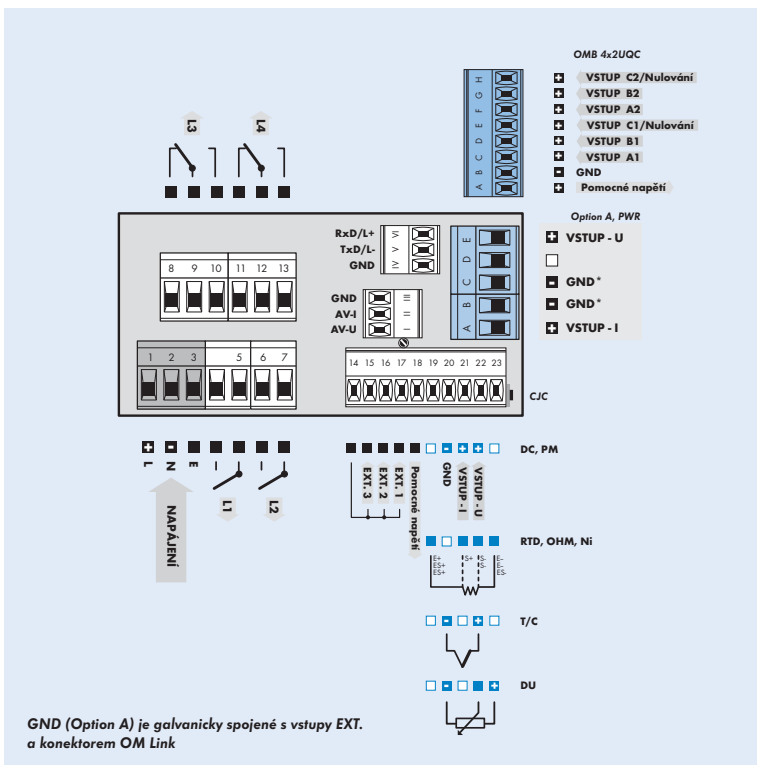 OMB 4x2UQC
H
G
F
E
D
C
B
A
VSTUP C2/Nulování
VSTUP B2
VSTUP A2
VSTUP C1/Nulování
VSTUP B1
VSTUP A1
GND
Pomocné napětí
L3
L4
Option A, PWR
VSTUP - U
GND*
GND*
VSTUP - I
RxD/L+
TxD/L-
GND
VI
V
IV
E
D
C
B
A
8 9 10 11 12 13
GND
AV-I
AV-U
III
II
I
1 2 3 5 6 7
14 15 16 17 18 19 20 21 22 23
CJC
L
N
E
L1
L2
NAPÁJENÍ
EXT. 3
EXT. 2
EXT. 1
Pomocné napětí
GND
VSTUP - I
VSTUP - U
DC, PM
RTD, OHM, Ni
E+
ES+
ES+
S+
S-
S-
E-
E-
ES-
T/C
DU
GND (Option A) je galvanicky spojené s vstupy EXT.
a konektorem OM Link